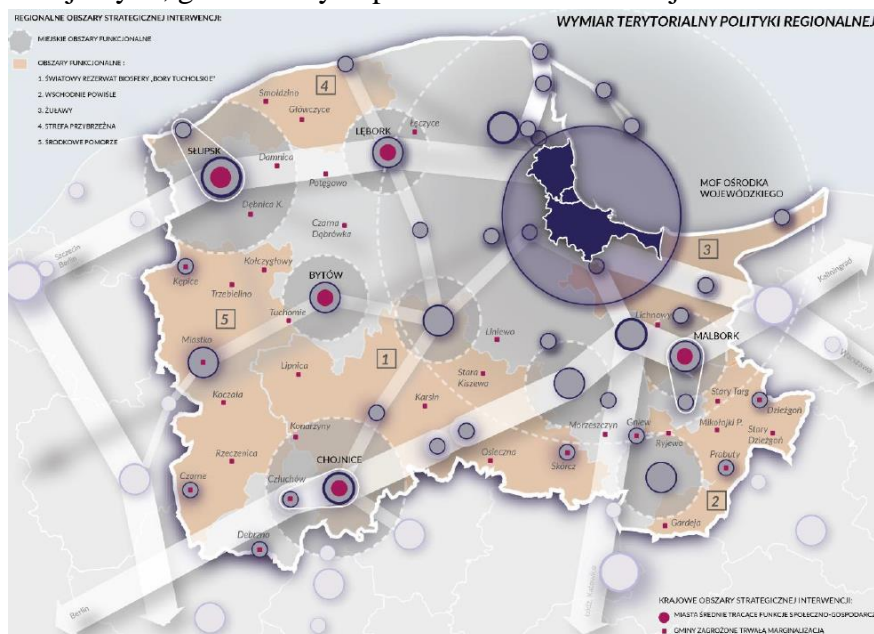 REGIONALNE OBSZARY STRATEGICZNEJ INTERWENCJI:
MIEJSKIE OBSZARY FUNKCJONALNE
OBSZARY FUNKCJONALNE :
1. ŚWIATOWY REZERWAT BIOSFERY „BORY TUCHOLSKIE"
2. WSCHODNIE POWIŚLE
3. ŻUŁAWY
4. STREFA PRZYBRZEŻNA
5. ŚRODKOWE POMORZE
WYMIAR TERYTORIALNY POLITYKI REGIONALNEJ
4
Smołdzino
Główczyce
Łęczyce
LĘBORK
SŁUPSK
Damnica
Potęgowo
MOF OŚRODKA
WOJEWÓDZKIEGO
Dębnica K.
Czarna
Dąbrówka
3
Szczecin
Berlin
Kaliningrad
Kępice
Kołczygłowy
Trzebielino
BYTÓW
5
Tuchomie
Lichnowy
Liniewo
MALBORK
Warszawa
Miastko
1
Lipnica
Stara
Kiszewa
Stary Targ
Dzierzgoń
Koczała
Karsin
Konarzyny
Morzeszczyn
Gniew
Mikołajki P.
Stary
Dzierzgoń
Ryjewo
Rzeczenica
CHOJNICE
Osieczna
Skórcz
Prabuty
Czarne
Człuchów
2
Gardeja
Debrzno
Berlin
KRAJOWE OBSZARY STRATEGICZNEJ INTERWENCJI:
MIASTA ŚREDNIE TRACĄCE FUNKCJE SPOŁECZNO-GOSPODARCZ
GMINY ZAGROŻONE TRWAŁĄ MARGINALIZACJĄ